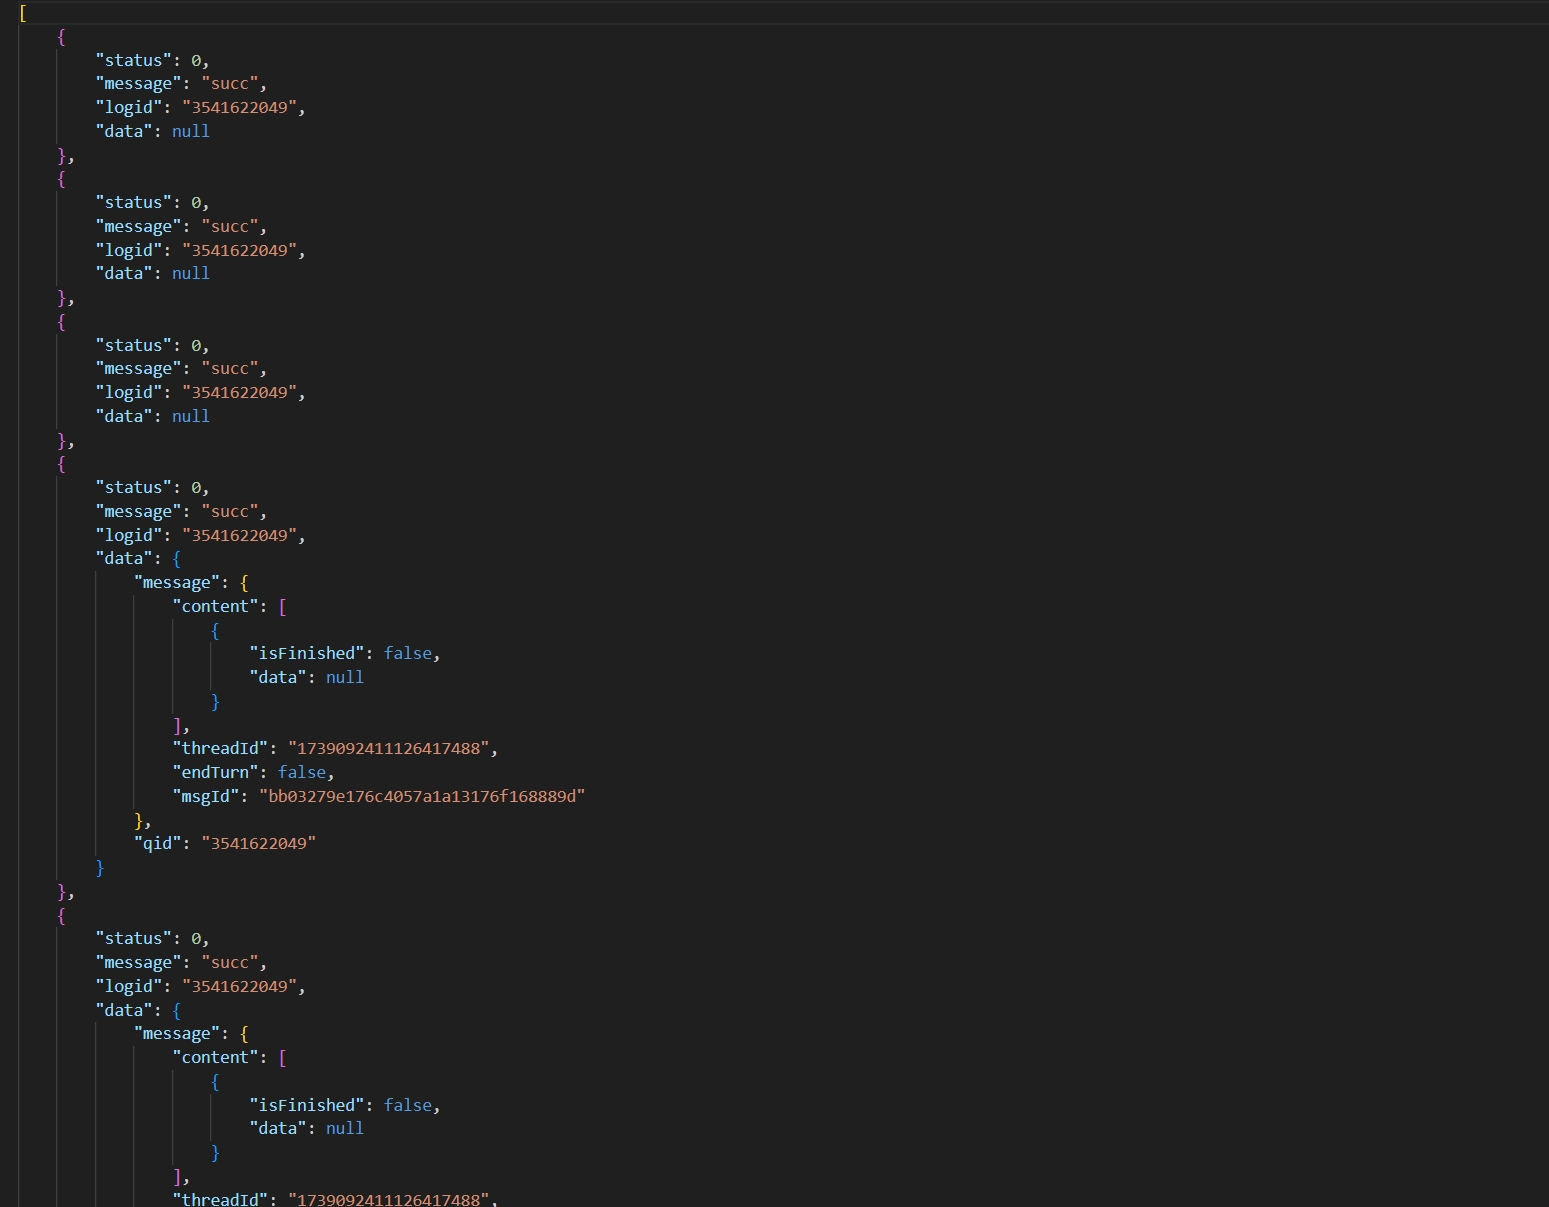 [
    {
        "status": 0,
        "message": "succ",
        "logid": "3541622049",
        "data": null
    },
    {
        "status": 0,
        "message": "succ",
        "logid": "3541622049",
        "data": null
    },
    {
        "status": 0,
        "message": "succ",
        "logid": "3541622049",
        "data": null
    },
    {
        "status": 0,
        "message": "succ",
        "logid": "3541622049",
        "data": {
            "message": {
                "content": [
                    {
                        "isFinished": false,
                        "data": null
                    }
                ],
                "threadId": "1739092411126417488",
                "endTurn": false,
                "msgId": "bb03279e176c4057a1a13176f168889d"
            },
            "qid": "3541622049"
        }
    },
    {
        "status": 0,
        "message": "succ",
        "logid": "3541622049",
        "data": {
            "message": {
                "content": [
                    {
                        "isFinished": false,
                        "data": null
                    }
                ],
                "threadId": "1739092411126417488",